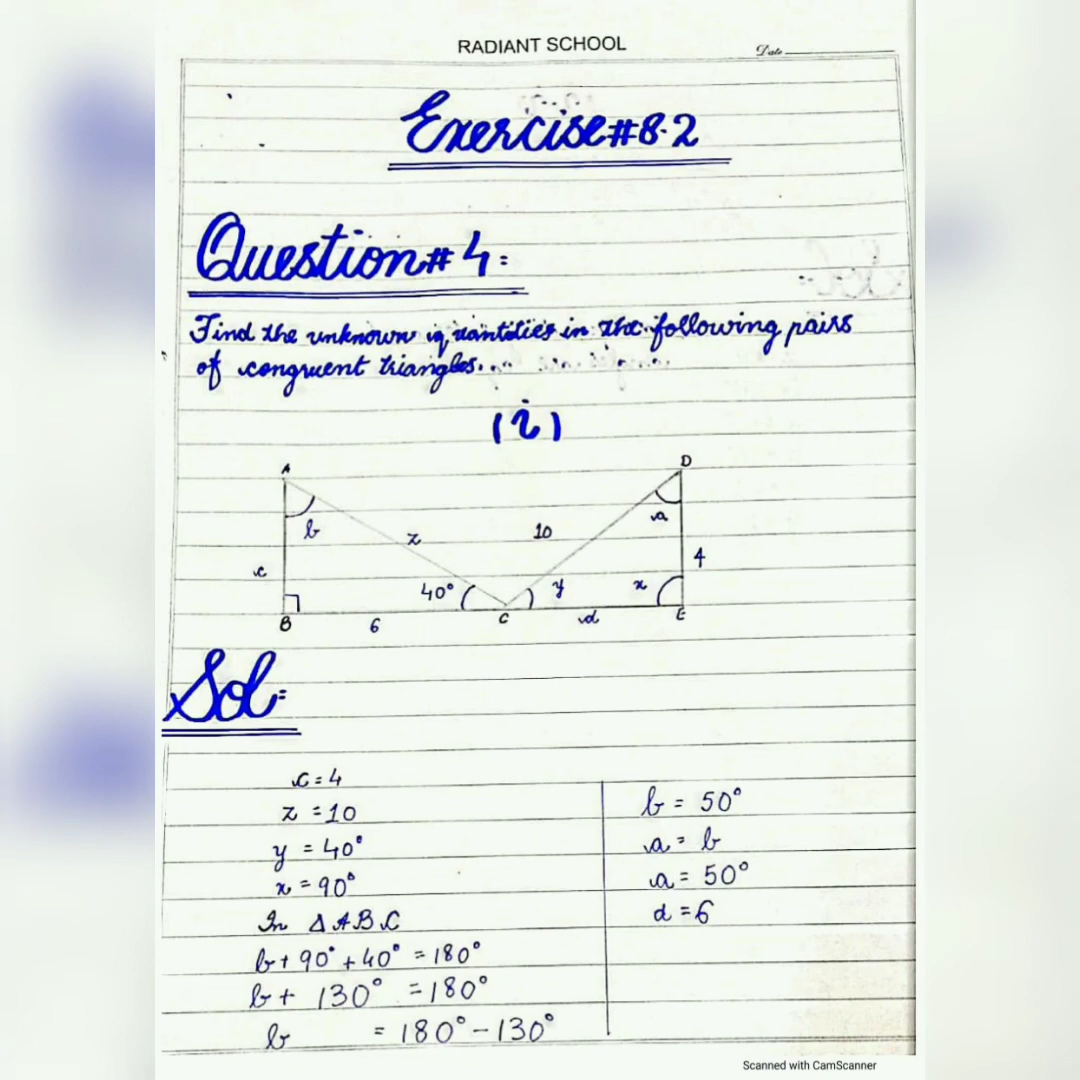 RADIANT SCHOOL
Date
Exercise#8.2
Question#4:
Find the unknown quantities in the following pairs
of congruent triangles.
(i)
A
D
b
z
10
a
c
40°
y
x
4
B
6
C
d
E
Sol:
c = 4
z = 10
y = 40°
x = 90°
In ΔABC
b + 90° + 40° = 180°
b + 130° = 180°
b = 180° - 130°
b = 50°
a = b
a = 50°
d = 6
Scanned with CamScanner